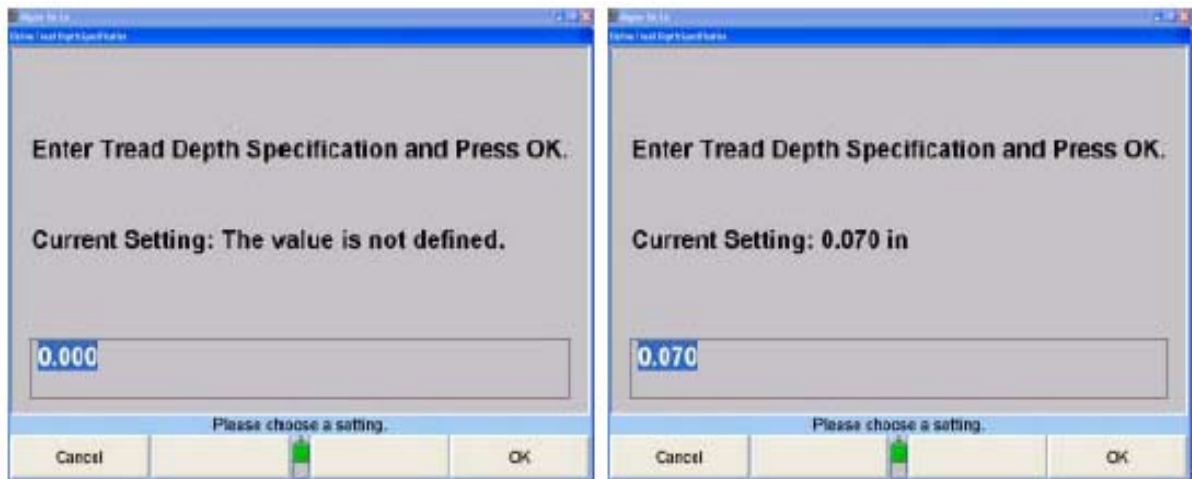 Enter Tread Depth Specification and Press OK.
Current Setting: The value is not defined.
0.000
Please choose a setting.
Cancel
OK
Enter Tread Depth Specification and Press OK.
Current Setting: 0.070 in
0.070
Please choose a setting.
Cancel
OK